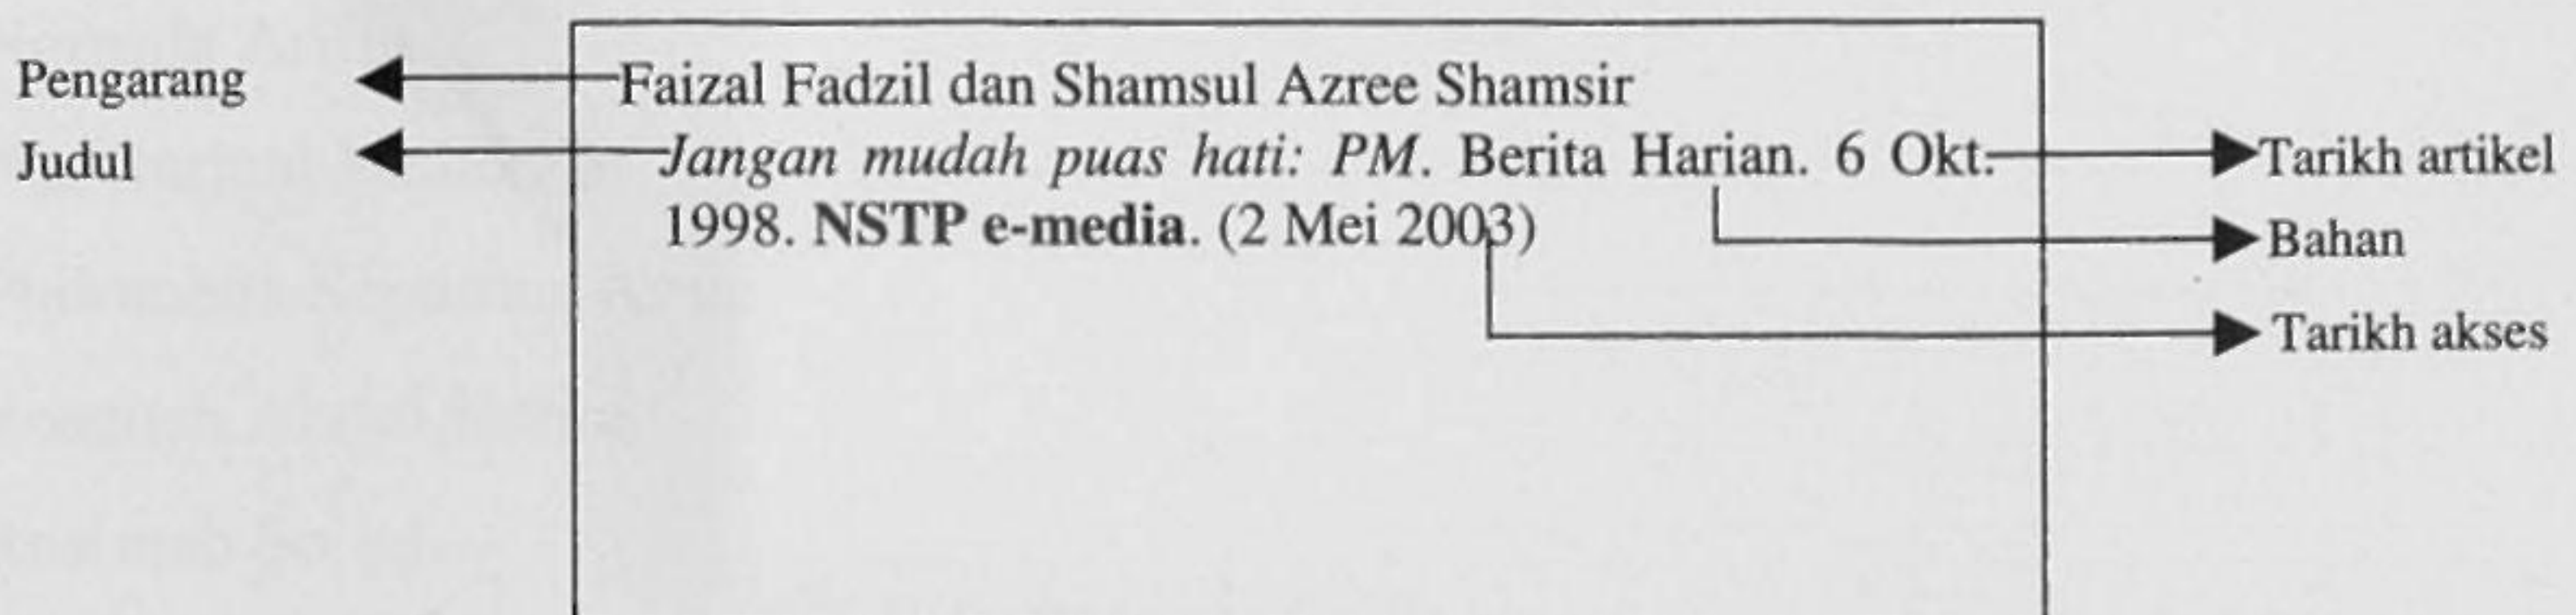 Pengarang
Faizal Fadzil dan Shamsul Azree Shamsir
Judul
Jangan mudah puas hati: PM. Berita Harian. 6 Okt.
Tarikh artikel
1998. NSTP e-media. (2 Mei 2003)
Bahan
Tarikh akses